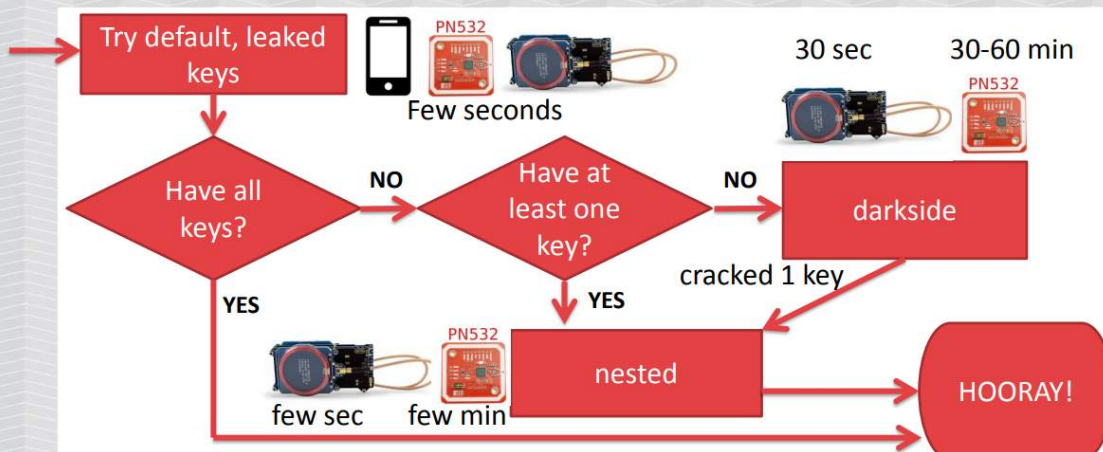 Try default, leaked
keys
PN532
Few seconds
30 sec
30-60 min
PN532
Have all
keys?
NO
Have at
least one
key?
NO
darkside
cracked 1 key
YES
YES
PN532
few sec
few min
nested
HOORAY!